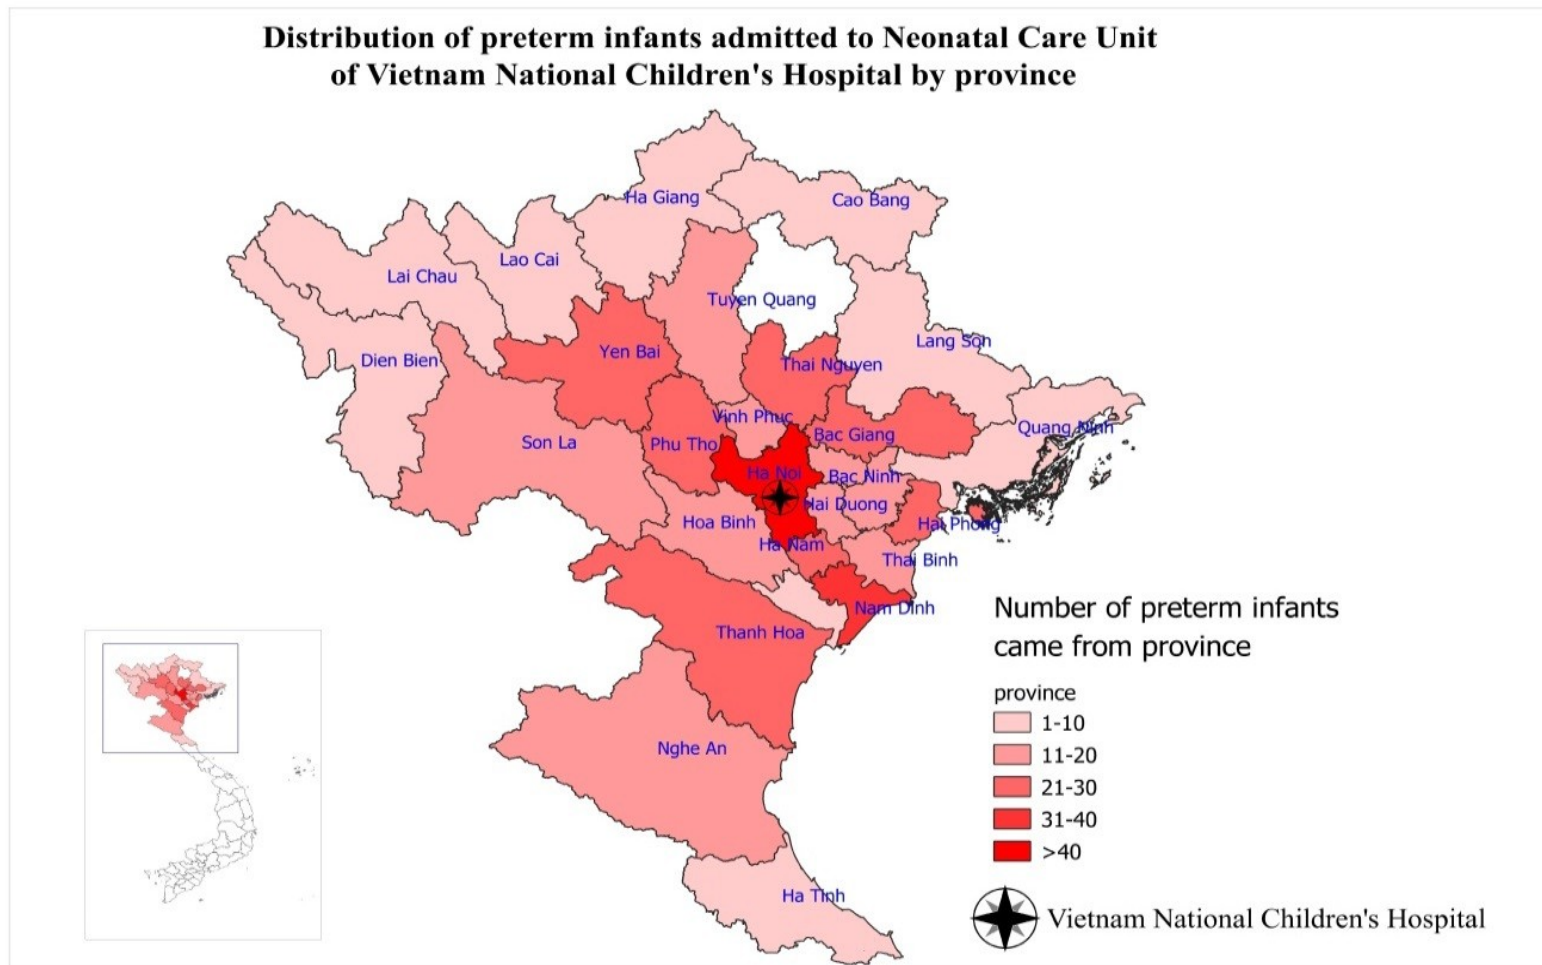 Distribution of preterm infants admitted to Neonatal Care Unit
of Vietnam National Children's Hospital by province
Ha Giang
Cao Bang
Lao Cai
Lai Chau
Tuyen Quang
Lang Son
Yen Bai
Dien Bien
Thai Nguyen
Vinh Phuc
Quang Ninh
Bac Giang
Son La
Phu Tho
Ha Noi
Bac Ninh
Hai Duong
Hoa Binh
Hai Phong
Ha Nam
Thai Binh
Nam Dinh
Thanh Hoa
Nghe An
Ha Tinh
Number of preterm infants
came from province
province
1-10
11-20
21-30
31-40
>40
Vietnam National Children's Hospital